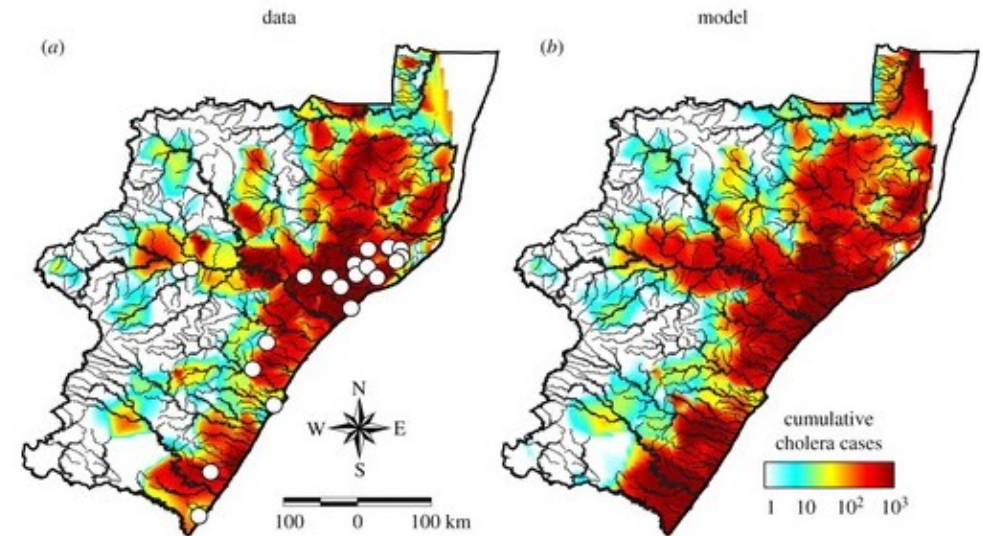 data
model
(a)
(b)
N
W E
S
100 0 100 km
cumulative
cholera cases
1 10 10² 10³